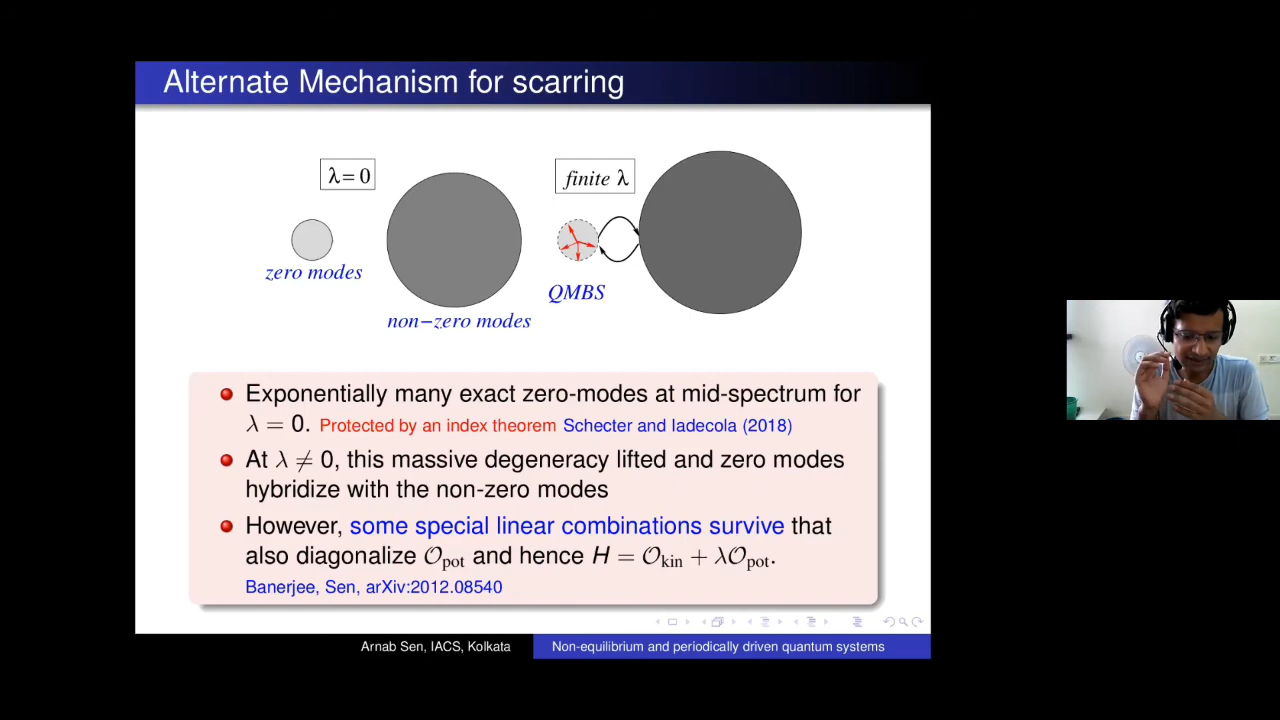 Alternate Mechanism for scarring
λ= 0
finite λ
zero modes
QMBS
non−zero modes
Exponentially many exact zero-modes at mid-spectrum for
λ = 0. Protected by an index theorem Schecter and Iadecola (2018)
At λ ≠ 0, this massive degeneracy lifted and zero modes
hybridize with the non-zero modes
However, some special linear combinations survive that
also diagonalize 𝒪pot and hence H = 𝒪kin + λ𝒪pot.
Banerjee, Sen, arXiv:2012.08540
Arnab Sen, IACS, Kolkata
Non-equilibrium and periodically driven quantum systems